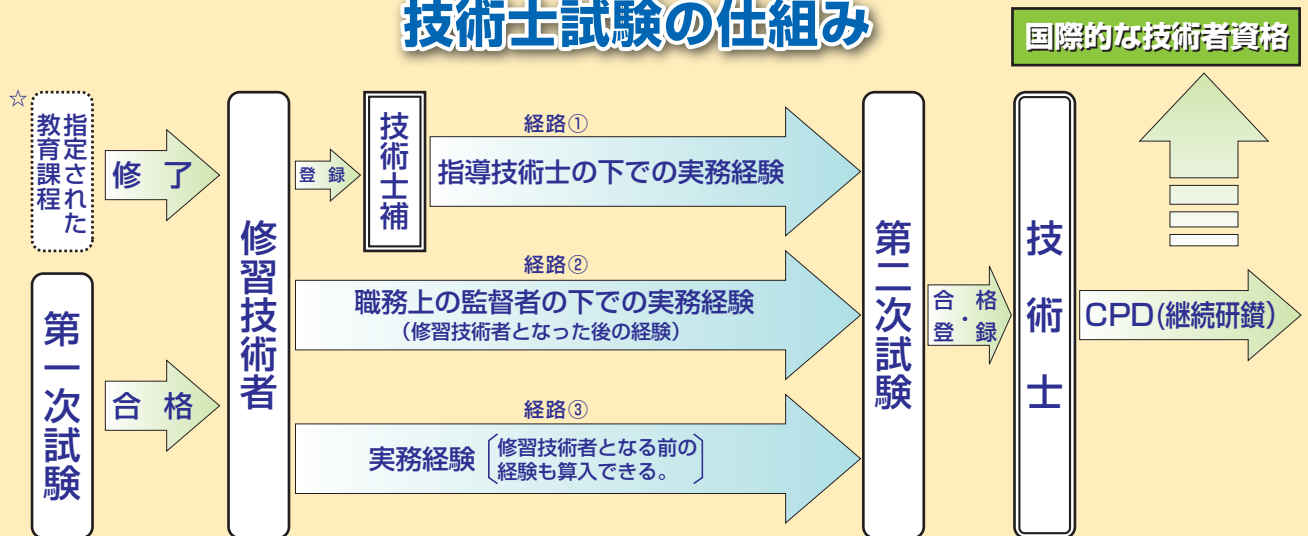 技術士試験の仕組み
国際的な技術者資格
☆
指定された
教育課程
修 了
第一次試験
合 格
修習技術者
登 録
技術士補
経路①
指導技術士の下での実務経験
経路②
職務上の監督者の下での実務経験
(修習技術者となった後の経験)
経路③
実務経験
修習技術者となる前の
経験も算入できる。
第二次試験
合 格
・
登 録
技術士
CPD(継続研鑚)